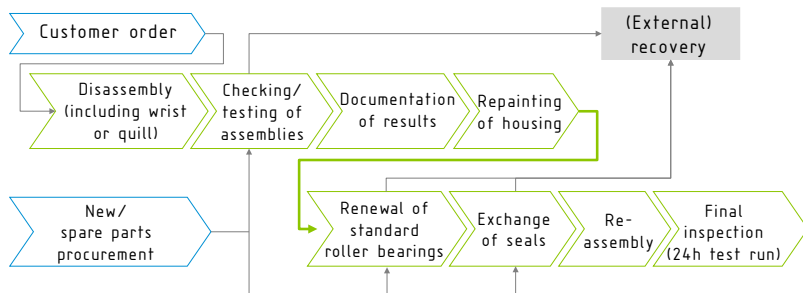 Customer order
(External)
recovery
Disassembly
(including wrist
or quill)
Checking/
testing of
assemblies
Documentation
of results
Repainting
of housing
New/
spare parts
procurement
Renewal of
standard
roller bearings
Exchange
of seals
Re-
assembly
Final
inspection
(24h test run)